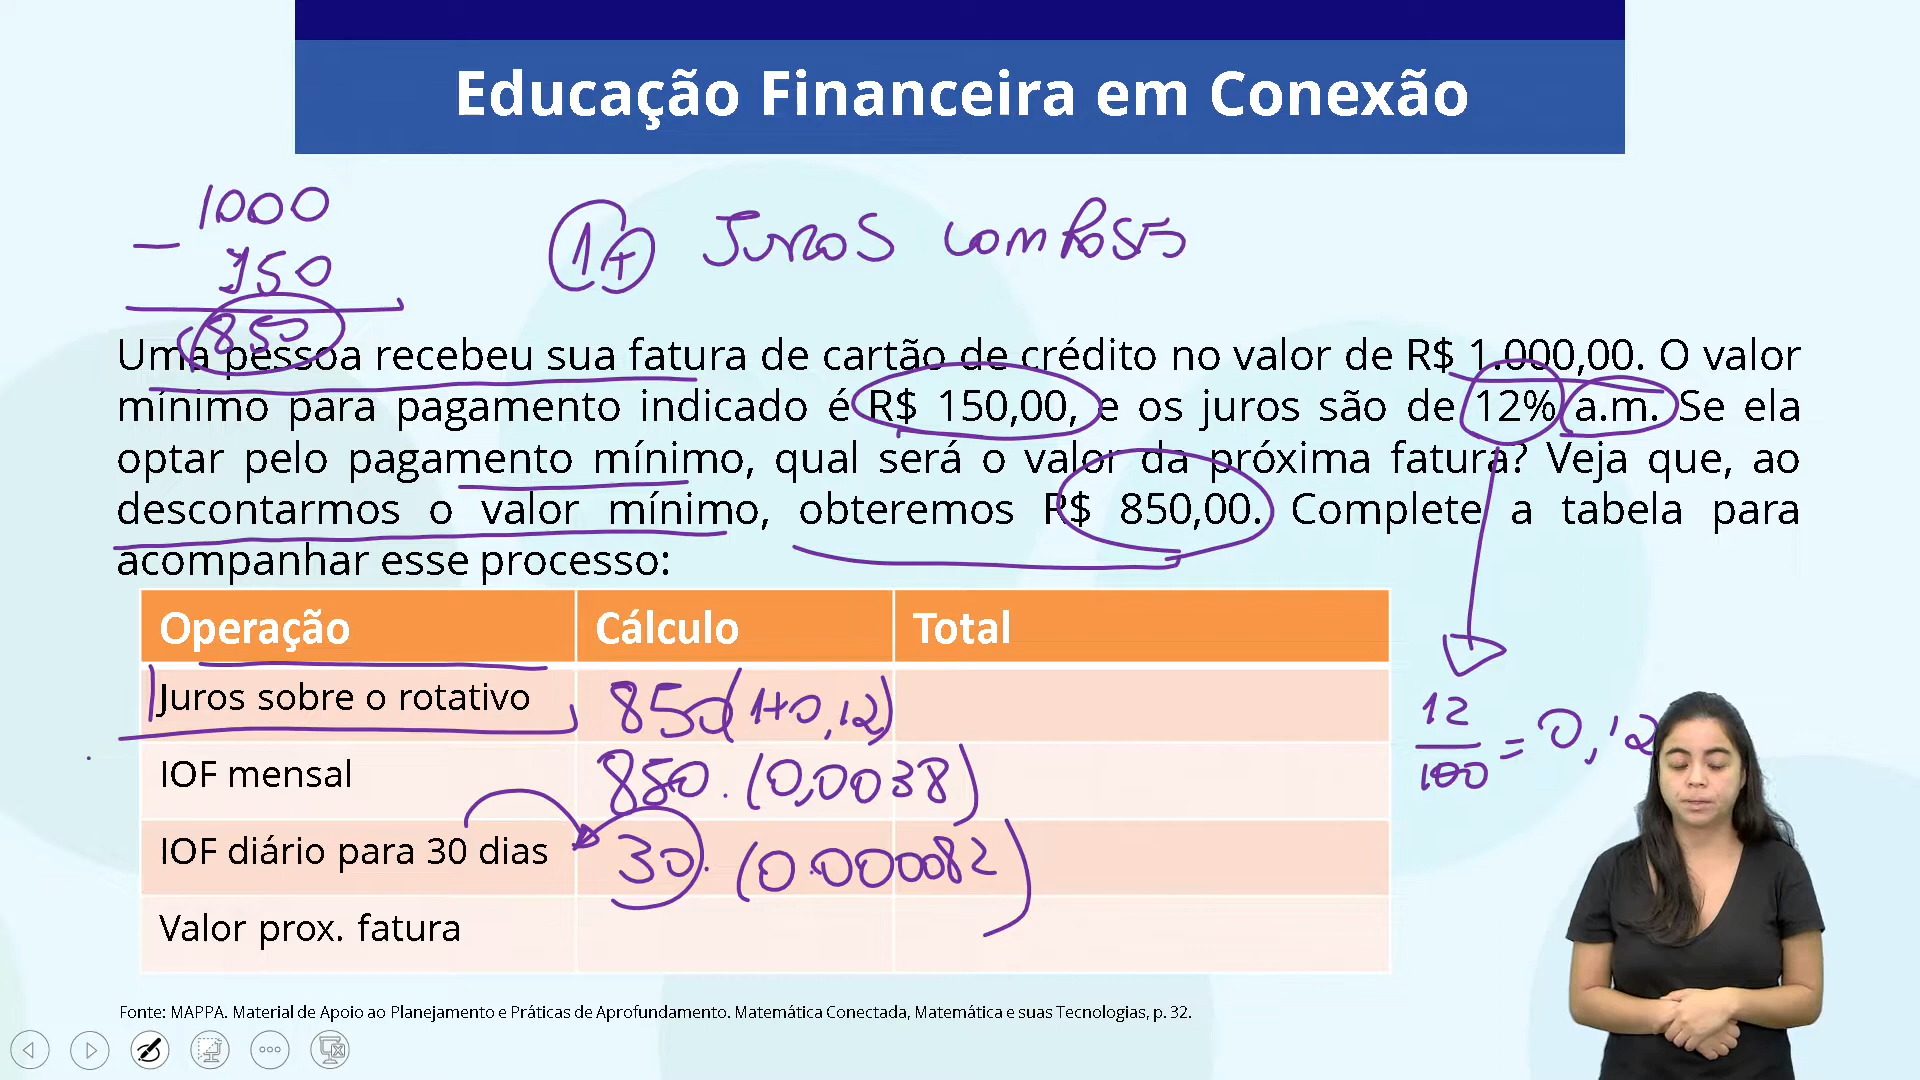 Educação Financeira em Conexão
1000
- 150
850
1+ JUROS COMPOSTOS
Uma pessoa recebeu sua fatura de cartão de crédito no valor de R$ 1.000,00. O valor
mínimo para pagamento indicado é R$ 150,00, e os juros são de 12% a.m. Se ela
optar pelo pagamento mínimo, qual será o valor da próxima fatura? Veja que, ao
descontarmos o valor mínimo, obteremos R$ 850,00. Complete a tabela para
acompanhar esse processo:
Operação Cálculo Total
Juros sobre o rotativo 850(1+0,12)
IOF mensal 850.(0,0038)
IOF diário para 30 dias 30.(0.000082)
Valor prox. fatura
12
100 = 0,12
Fonte: MAPPA. Material de Apoio ao Planejamento e Práticas de Aprofundamento. Matemática Conectada, Matemática e suas Tecnologias, p. 32.